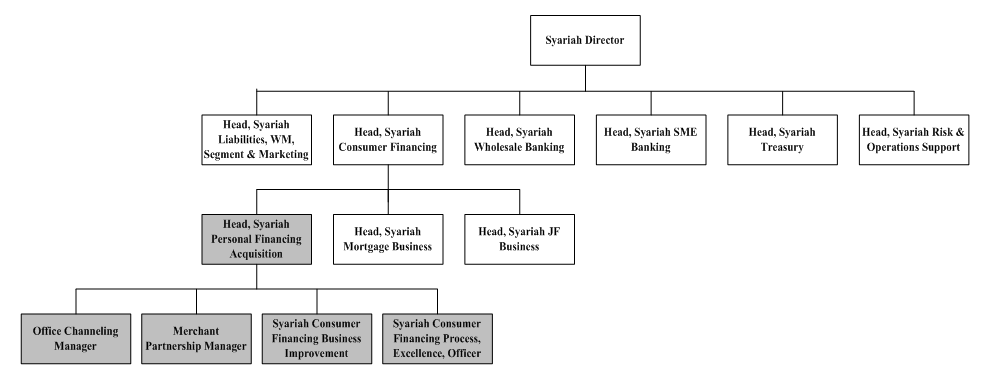 Syariah Director
Head, Syariah
Liabilities, WM,
Segment & Marketing
Head, Syariah
Consumer Financing
Head, Syariah
Wholesale Banking
Head, Syariah SME
Banking
Head, Syariah
Treasury
Head, Syariah Risk &
Operations Support
Head, Syariah
Personal Financing
Acquisition
Head, Syariah
Mortgage Business
Head, Syariah JF
Business
Office Channeling
Manager
Merchant
Partnership Manager
Syariah Consumer
Financing Business
Improvement
Syariah Consumer
Financing Process,
Excellence, Officer